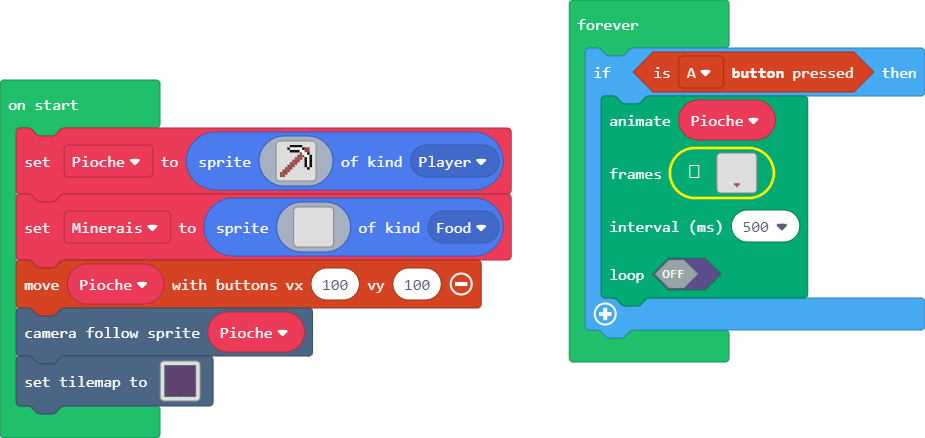 on start
set Pioche to sprite of kind Player
set Minerais to sprite of kind Food
move Pioche with buttons vx 100 vy 100
camera follow sprite Pioche
set tilemap to
forever
if is A button pressed then
animate Pioche
frames
interval (ms) 500
loop OFF